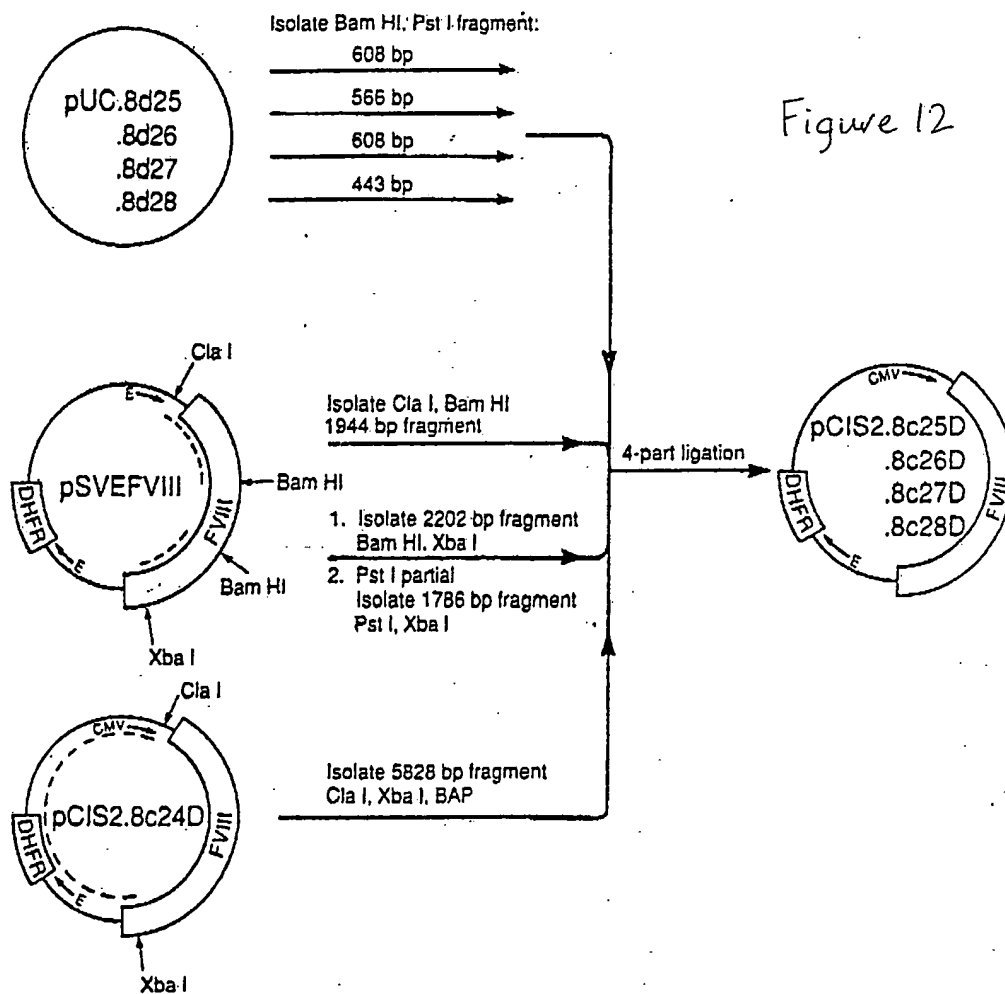 Isolate Bam HI, Pst I fragment:
608 bp
566 bp
608 bp
443 bp
pUC.8d25
.8d26
.8d27
.8d28
Figure 12
Cla I
E
pSVEFVIII
FVIII
DHFR
E
Bam HI
Bam HI
Xba I
Isolate Cla I, Bam HI
1944 bp fragment
1. Isolate 2202 bp fragment
Bam HI, Xba I
2. Pst I partial
Isolate 1786 bp fragment
Pst I, Xba I
4-part ligation
CMV
pCIS2.8c25D
.8c26D
.8c27D
.8c28D
DHFR
FVIII
E
Cla I
CMV
pCIS2.8c24D
FVIII
DHFR
E
Xba I
Isolate 5828 bp fragment
Cla I, Xba I, BAP